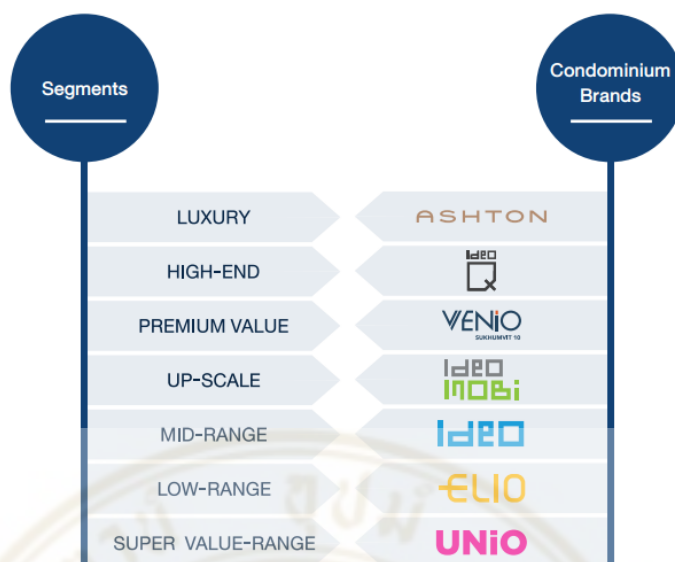 Segments
Condominium
Brands
LUXURY
ASHTON
HIGH-END
IDEO
Q
PREMIUM VALUE
VENiO
SUKHUMVIT 10
UP-SCALE
IDEO
MOBi
MID-RANGE
IDEO
LOW-RANGE
ELIO
SUPER VALUE-RANGE
UNiO